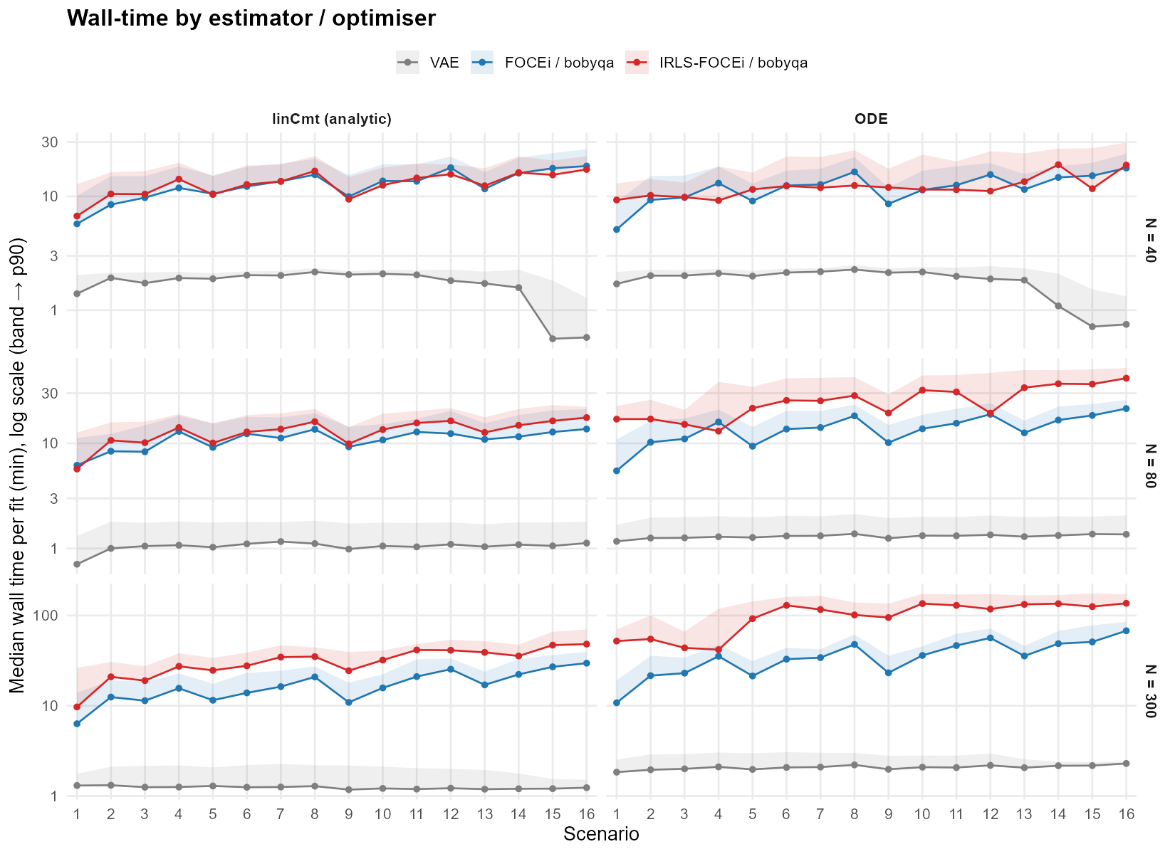 Wall-time by estimator / optimiser
VAE FOCEi / bobyqa IRLS-FOCEi / bobyqa
linCmt (analytic) ODE
Median wall time per fit (min), log scale (band → p90)
30
10
3
1
N = 40
30
10
3
1
N = 80
100
10
1
N = 300
1 2 3 4 5 6 7 8 9 10 11 12 13 14 15 16 1 2 3 4 5 6 7 8 9 10 11 12 13 14 15 16
Scenario